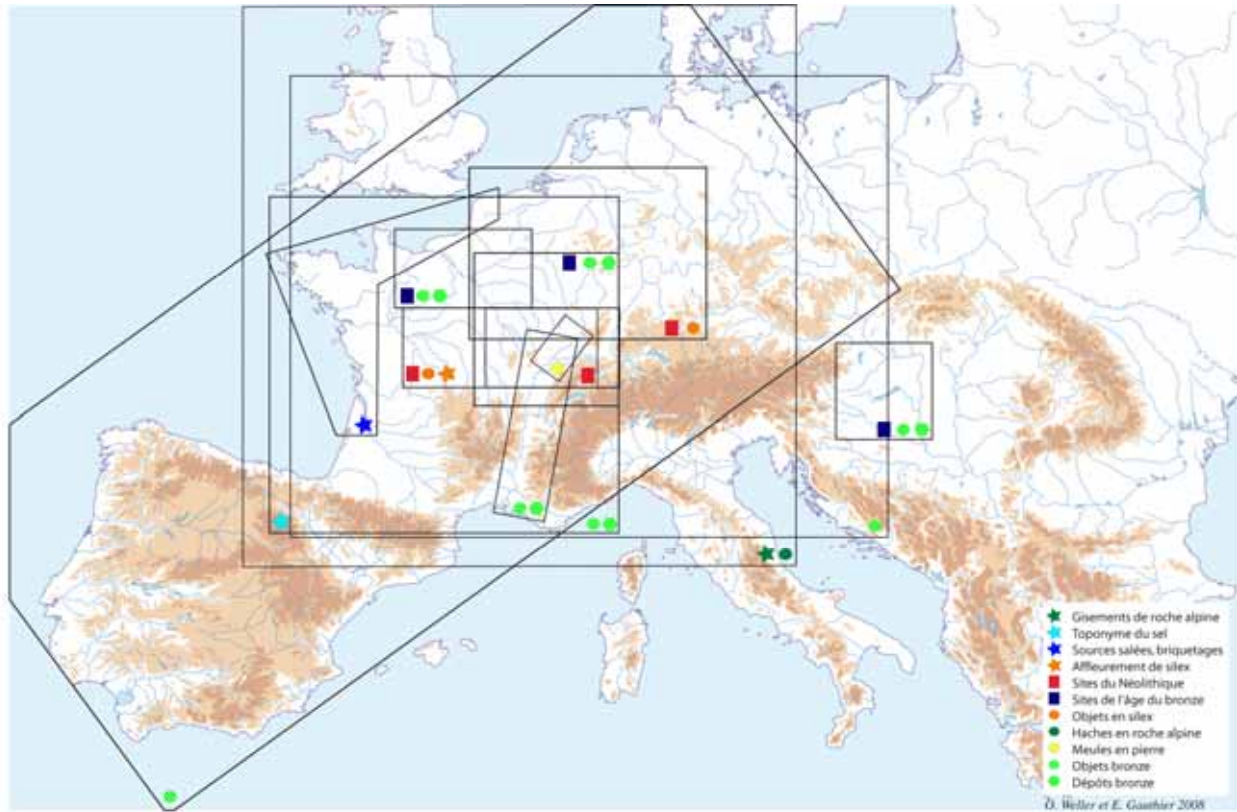 Gisements de roche alpine
Toponyme du sel
Sources salées, briquetages
Affleurement de silex
Sites du Néolithique
Sites de l'âge du bronze
Objets en silex
Haches en roche alpine
Meules en pierre
Objets bronze
Dépôts bronze
O. Weller et E. Gauthier 2008